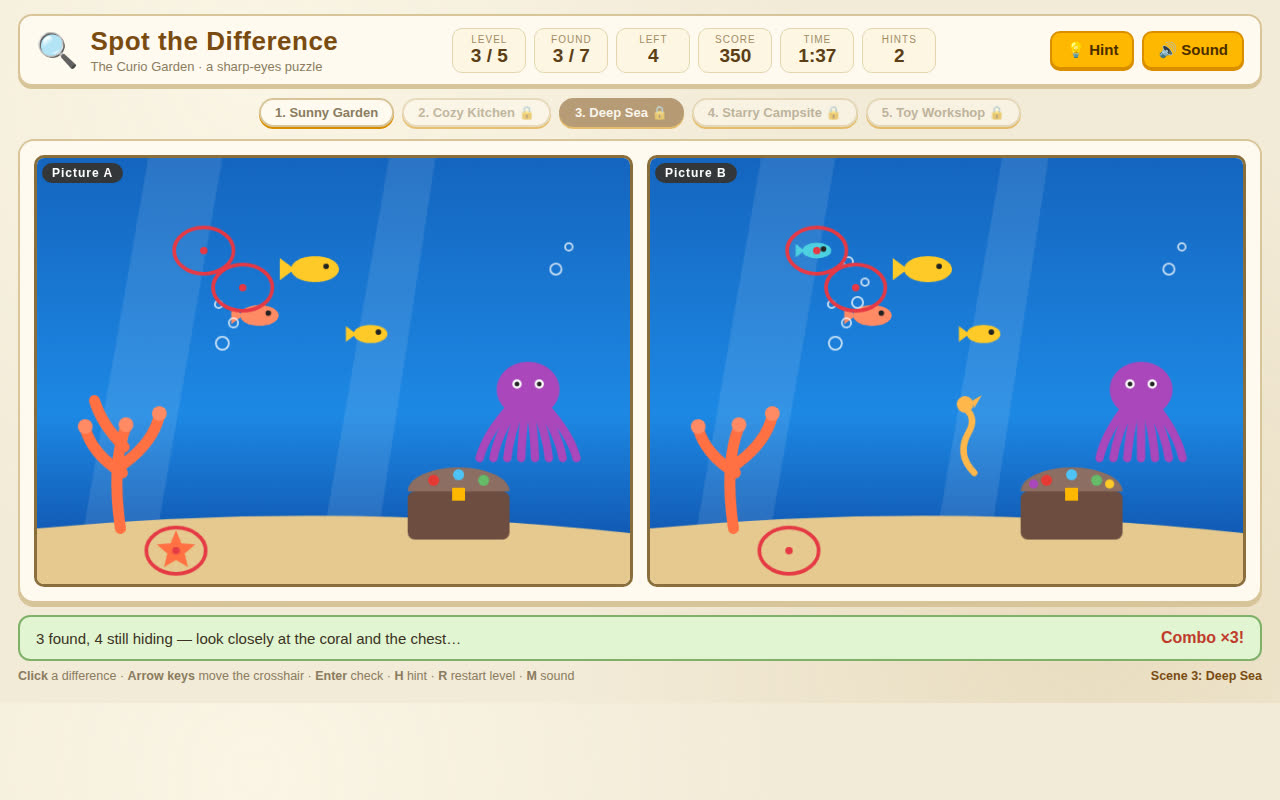 Spot the Difference
The Curio Garden · a sharp-eyes puzzle
LEVEL
3 / 5
FOUND
3 / 7
LEFT
4
SCORE
350
TIME
1:37
HINTS
2
💡 Hint
🔈 Sound
1. Sunny Garden
2. Cozy Kitchen 🔒
3. Deep Sea 🔒
4. Starry Campsite 🔒
5. Toy Workshop 🔒
Picture A
Picture B
3 found, 4 still hiding — look closely at the coral and the chest…
Combo ×3!
Click a difference · Arrow keys move the crosshair · Enter check · H hint · R restart level · M sound
Scene 3: Deep Sea